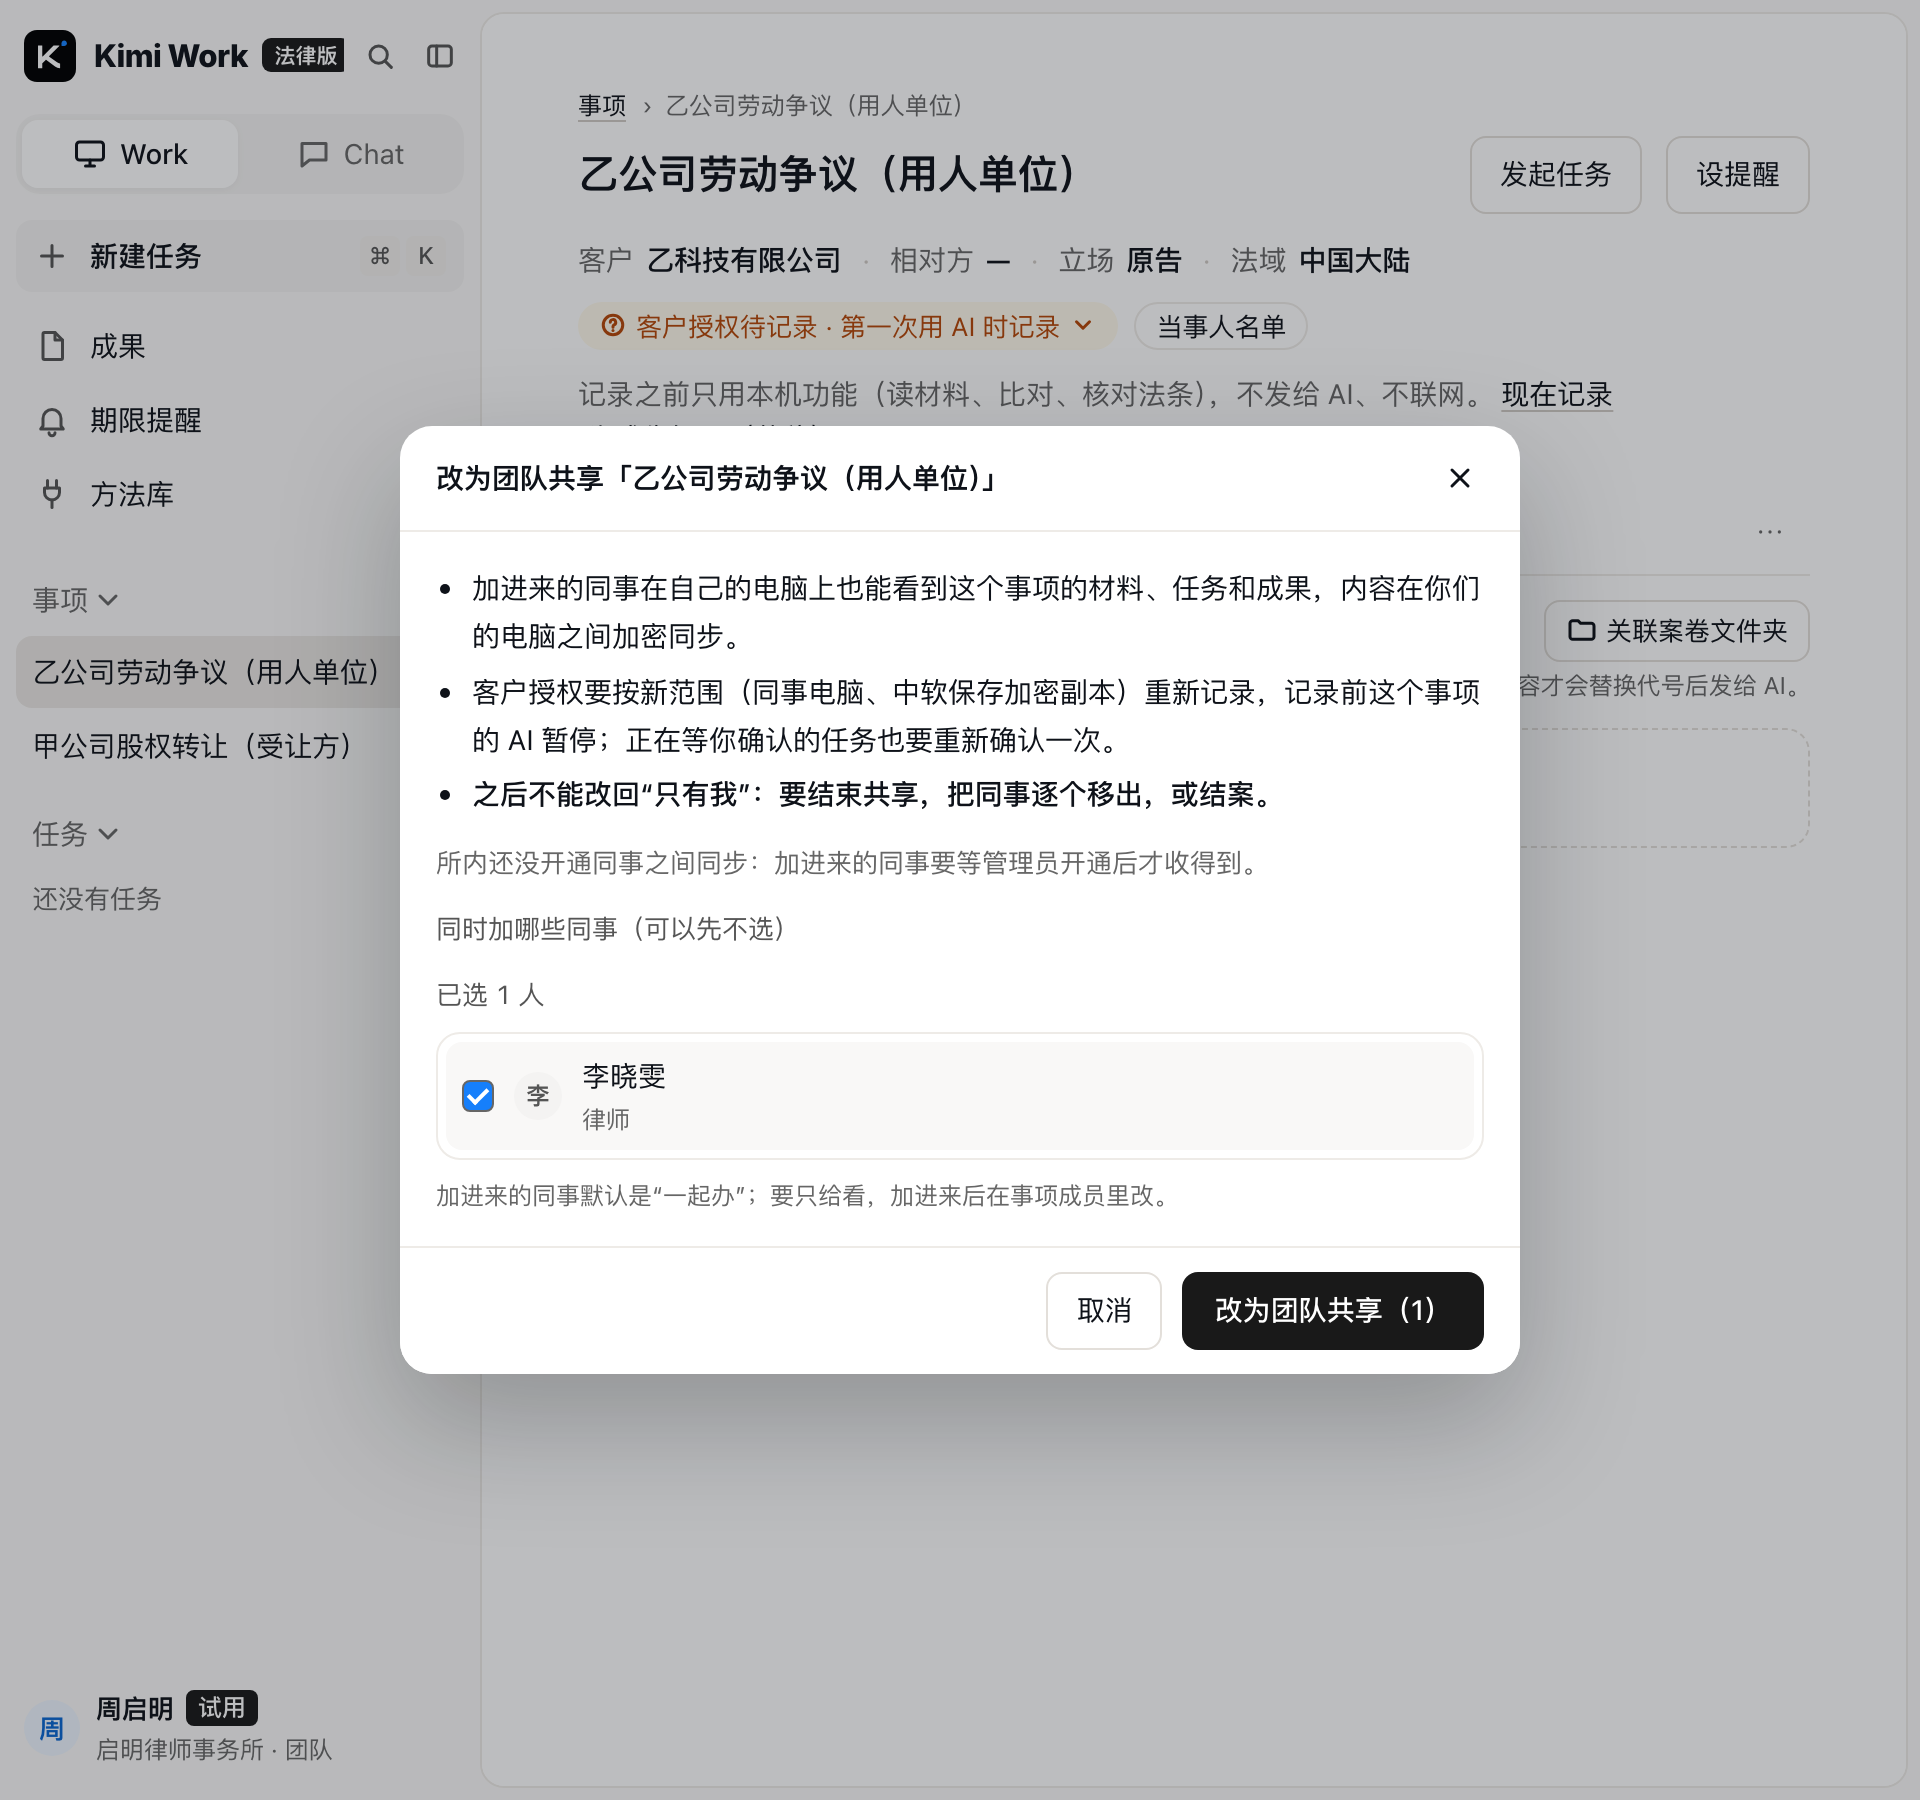 Kimi Work 法律版
Work
Chat
新建任务 ⌘ K
成果
期限提醒
方法库
事项
乙公司劳动争议（用人单位）
甲公司股权转让（受让方）
任务
还没有任务
周
周启明 试用
启明律师事务所 · 团队
事项 › 乙公司劳动争议（用人单位）
乙公司劳动争议（用人单位）
发起任务
设提醒
客户 乙科技有限公司 · 相对方 — · 立场 原告 · 法域 中国大陆
客户授权待记录 · 第一次用 AI 时记录
当事人名单
记录之前只用本机功能（读材料、比对、核对法条），不发给 AI、不联网。 现在记录
···
关联案卷文件夹
容才会替换代号后发给 AI。
改为团队共享「乙公司劳动争议（用人单位）」
• 加进来的同事在自己的电脑上也能看到这个事项的材料、任务和成果，内容在你们
的电脑之间加密同步。
• 客户授权要按新范围（同事电脑、中软保存加密副本）重新记录，记录前这个事项
的 AI 暂停；正在等你确认的任务也要重新确认一次。
• 之后不能改回“只有我”：要结束共享，把同事逐个移出，或结案。
所内还没开通同事之间同步：加进来的同事要等管理员开通后才收得到。
同时加哪些同事（可以先不选）
已选 1 人
李
李晓雯
律师
加进来的同事默认是“一起办”；要只给看，加进来后在事项成员里改。
取消
改为团队共享（1）